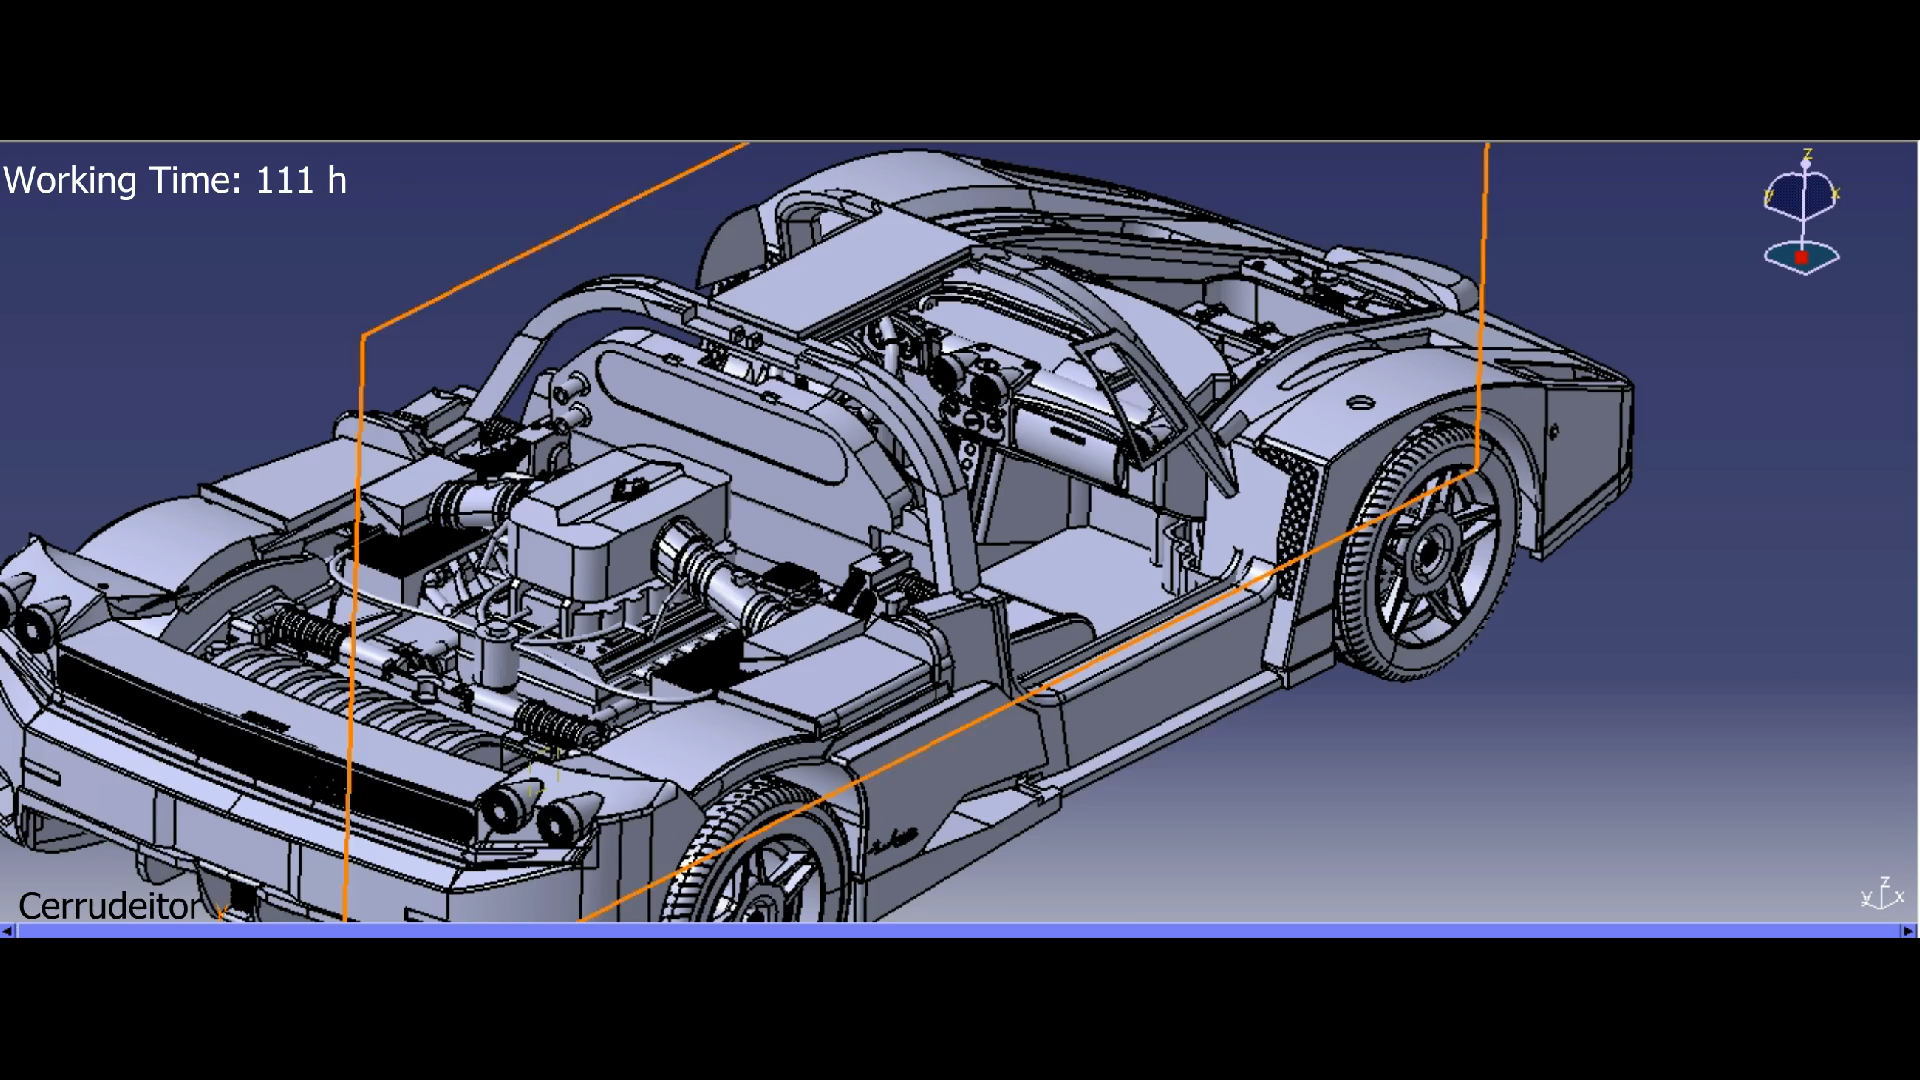 Working Time: 111 h
z
y
x
Cerrudeitor
z
y
x